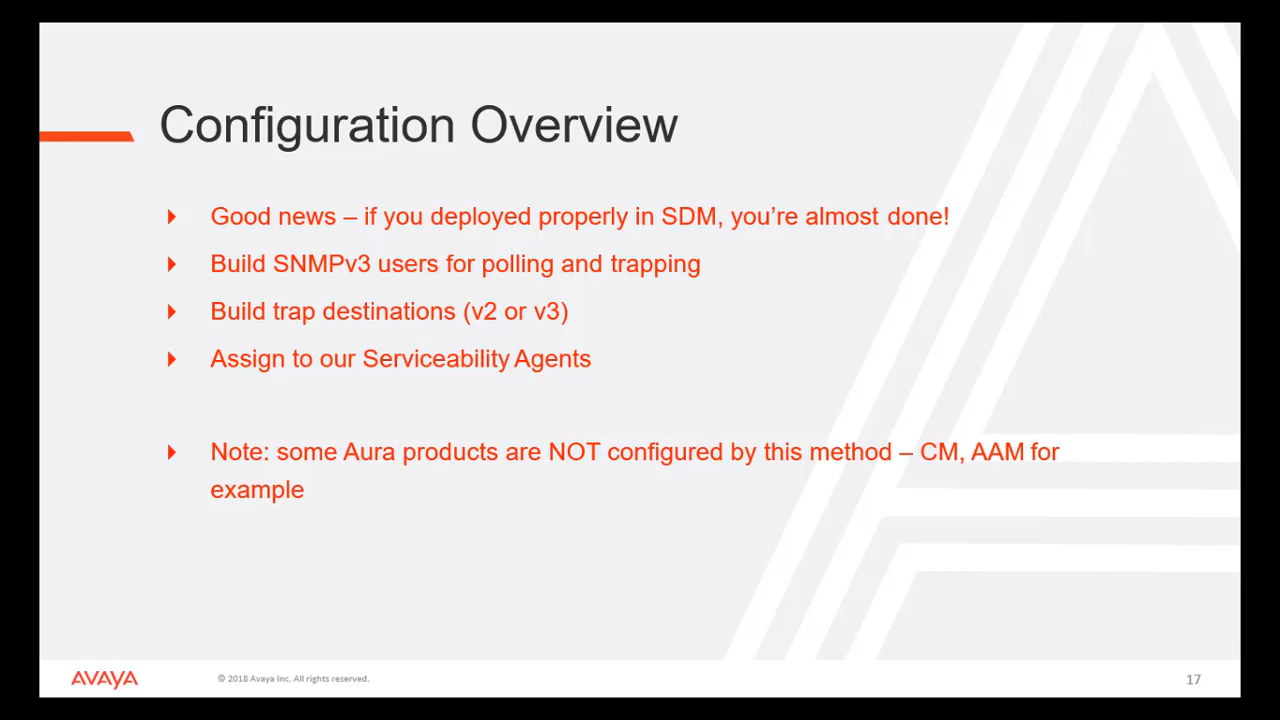 Configuration Overview
Good news – if you deployed properly in SDM, you’re almost done!
Build SNMPv3 users for polling and trapping
Build trap destinations (v2 or v3)
Assign to our Serviceability Agents
Note: some Aura products are NOT configured by this method – CM, AAM for
example
AVAYA
© 2018 Avaya Inc. All rights reserved.
17